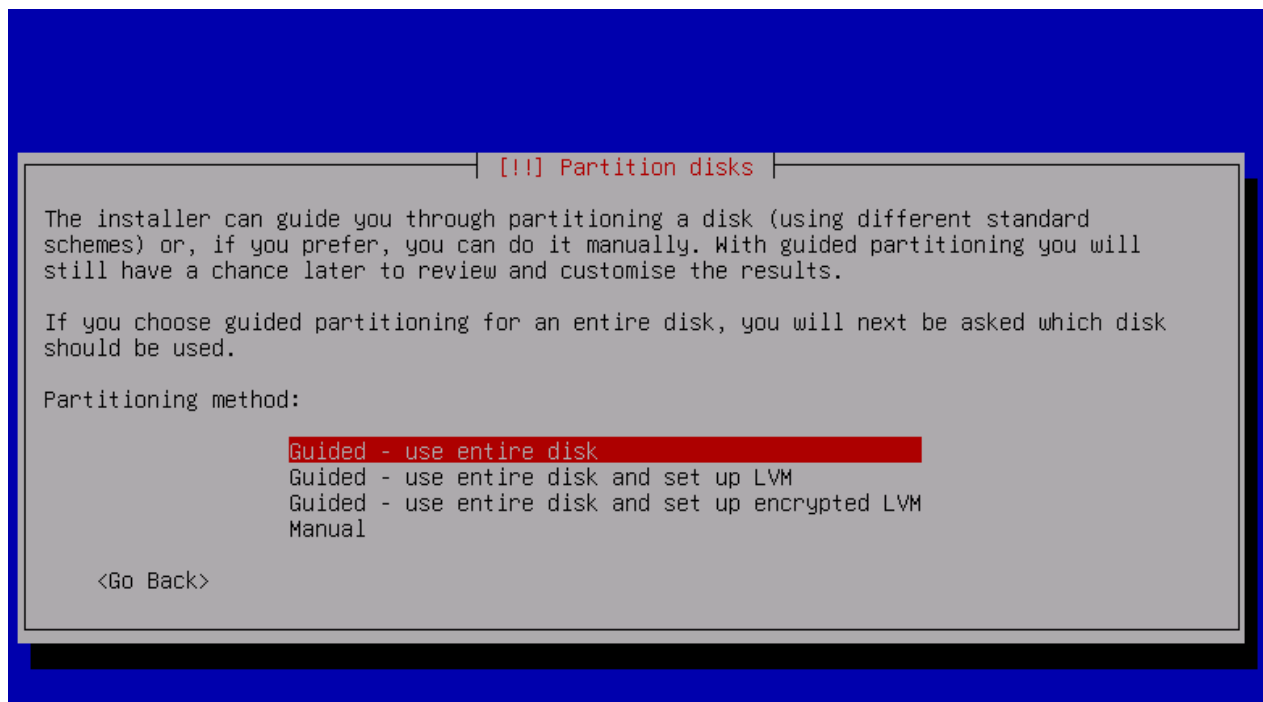 [!!] Partition disks
The installer can guide you through partitioning a disk (using different standard
schemes) or, if you prefer, you can do it manually. With guided partitioning you will
still have a chance later to review and customise the results.
If you choose guided partitioning for an entire disk, you will next be asked which disk
should be used.
Partitioning method:
Guided - use entire disk
Guided - use entire disk and set up LVM
Guided - use entire disk and set up encrypted LVM
Manual
<Go Back>